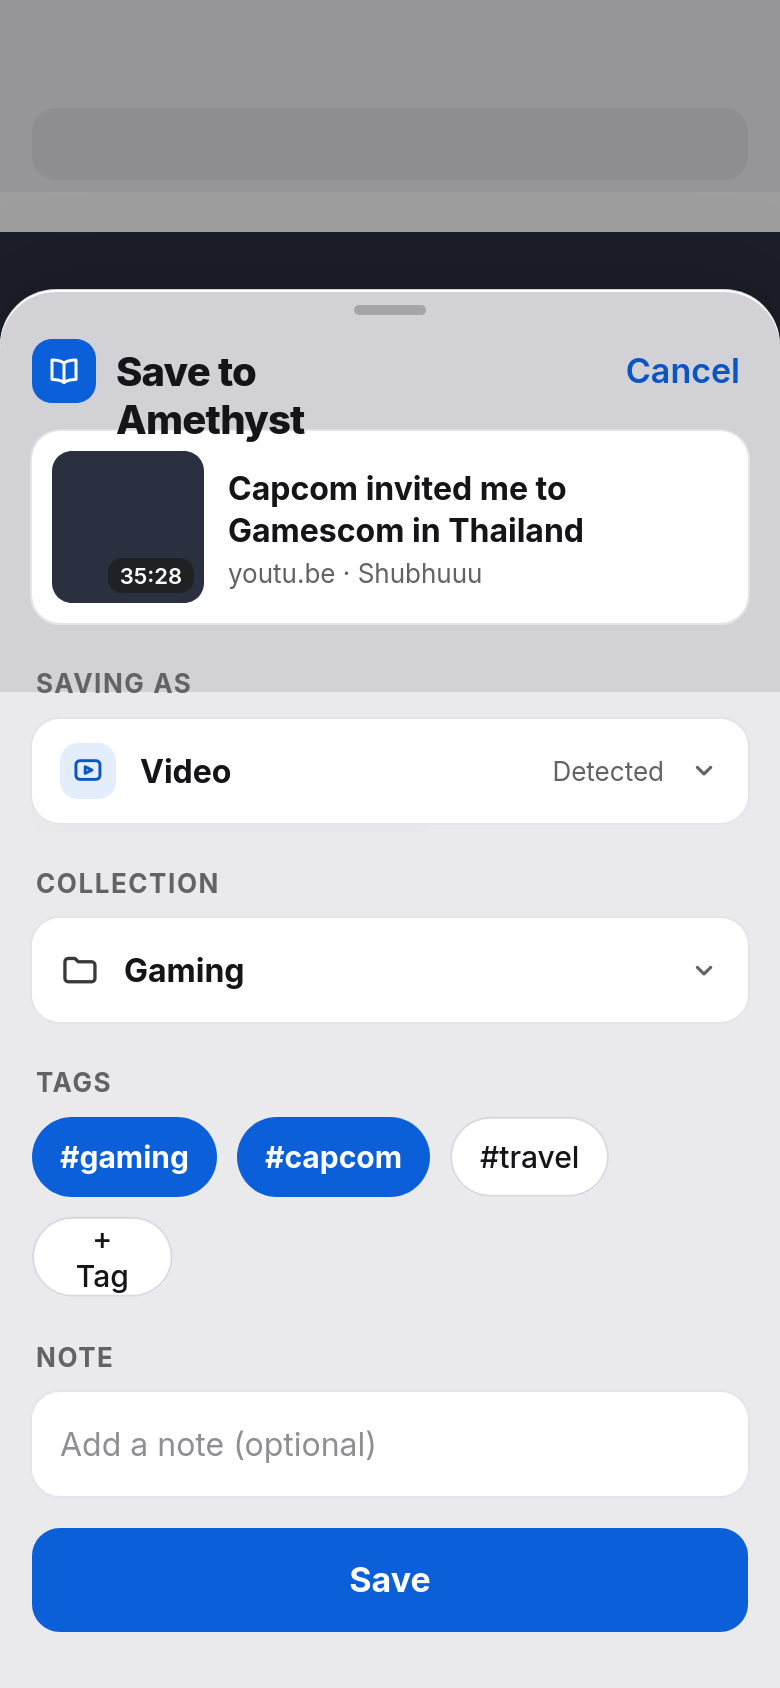 Save to
Amethyst
Cancel
Capcom invited me to
Gamescom in Thailand
35:28
youtu.be · Shubhuuu
SAVING AS
Video
Detected
COLLECTION
Gaming
TAGS
#gaming
#capcom
#travel
+
Tag
NOTE
Add a note (optional)
Save